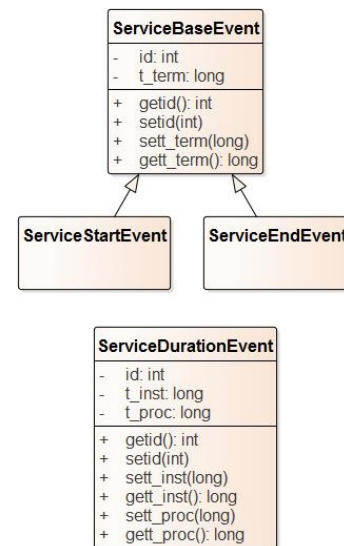 ServiceBaseEvent
- id: int
- t_term: long
+ getid(): int
+ setid(int)
+ sett_term(long)
+ gett_term(): long
ServiceStartEvent
ServiceEndEvent
ServiceDurationEvent
- id: int
- t_inst: long
- t_proc: long
+ getid(): int
+ setid(int)
+ sett_inst(long)
+ gett_inst(): long
+ sett_proc(long)
+ gett_proc(): long